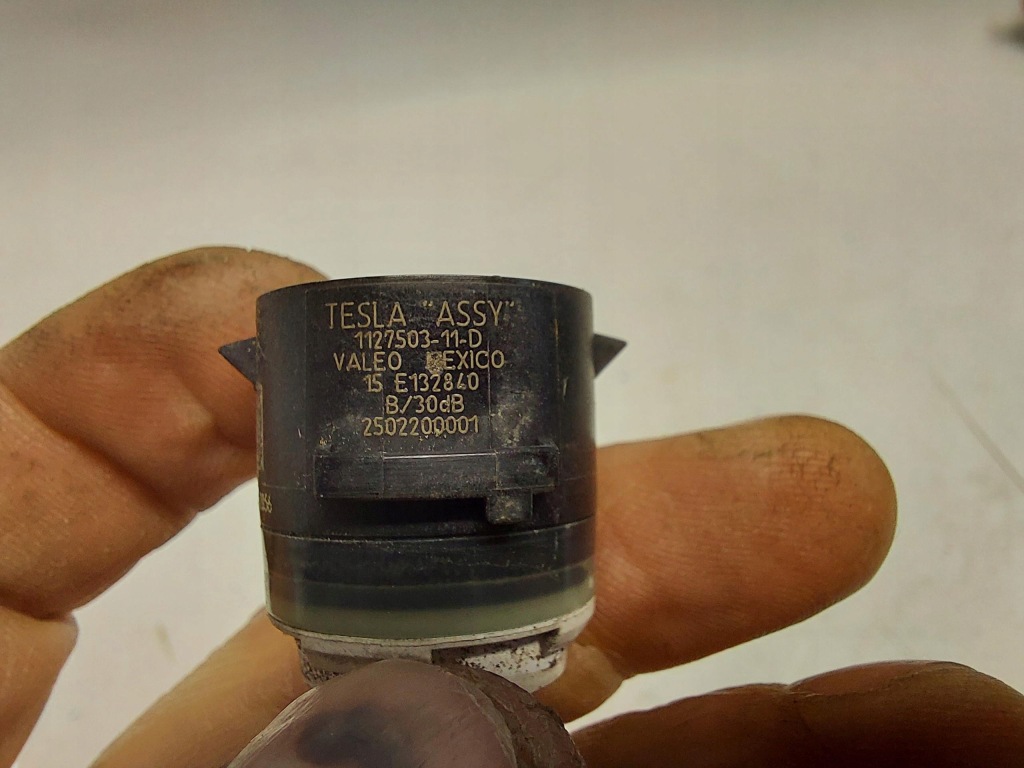 TESLA "ASSY"
1127503-11-D
VALEO MEXICO
15 E132840
B/30dB
2502200001